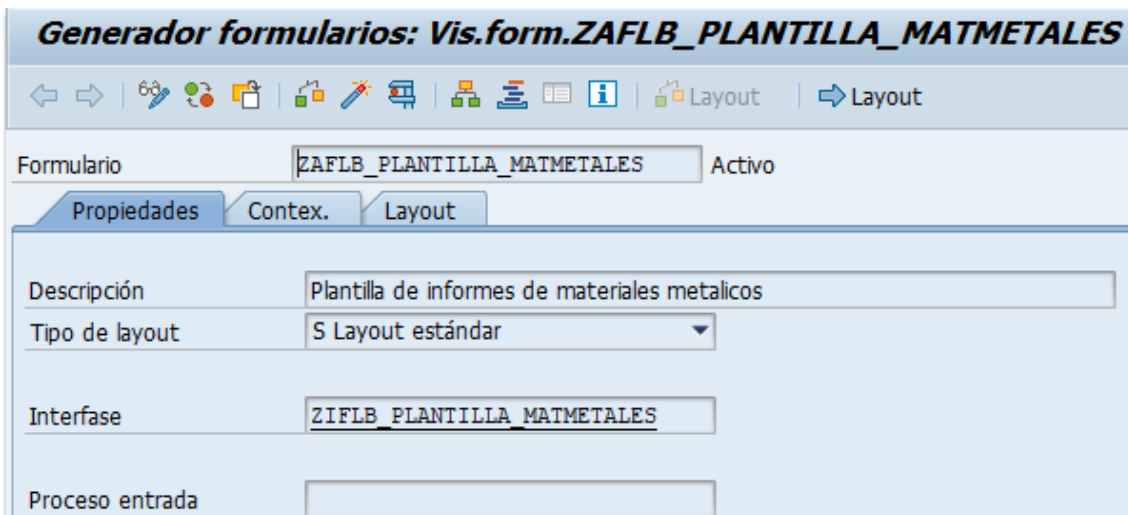 Generador formularios: Vis.form.ZAFLB_PLANTILLA_MATMETALES
Layout Layout
Formulario ZAFLB_PLANTILLA_MATMETALES Activo
Propiedades Contex. Layout
Descripción Plantilla de informes de materiales metalicos
Tipo de layout S Layout estándar
Interfase ZIFLB_PLANTILLA_MATMETALES
Proceso entrada